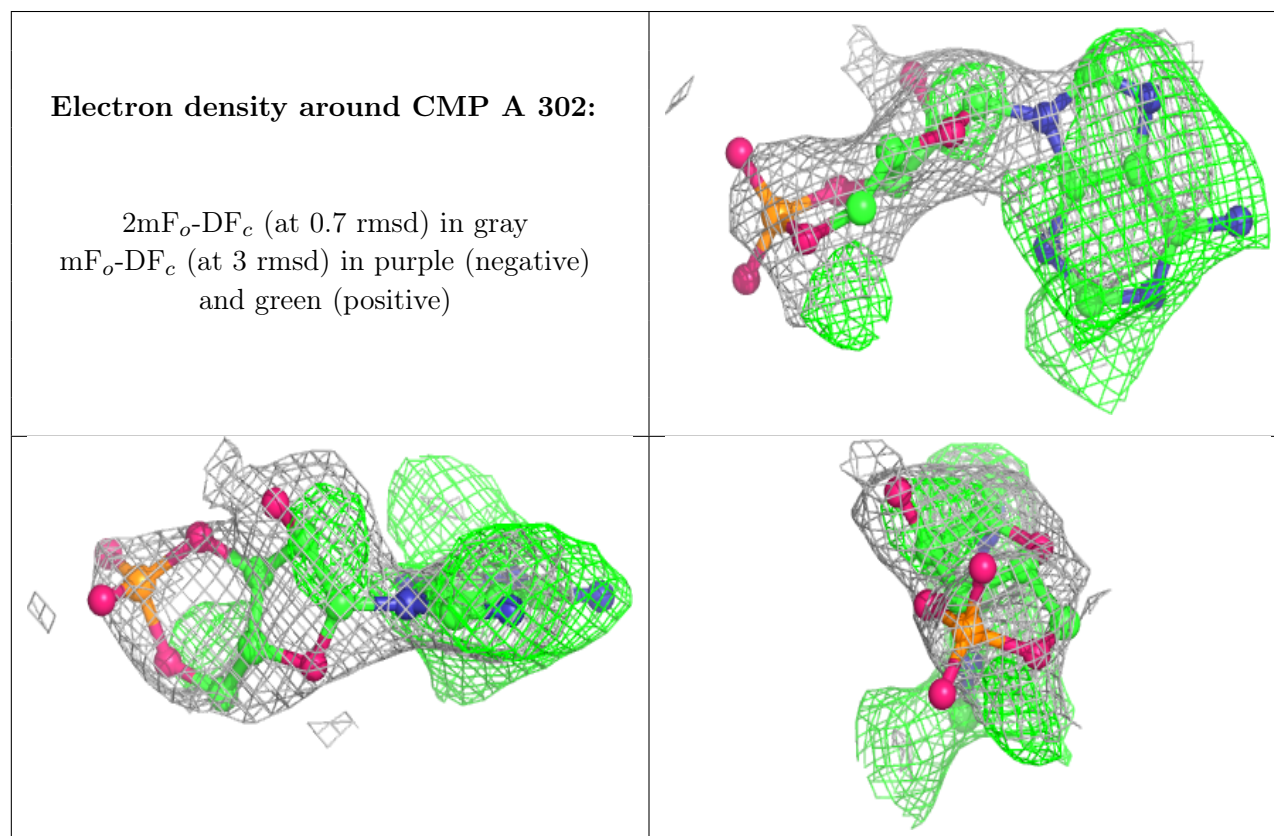 Electron density around CMP A 302:
2mFo-DFc (at 0.7 rmsd) in gray
mFo-DFc (at 3 rmsd) in purple (negative)
and green (positive)